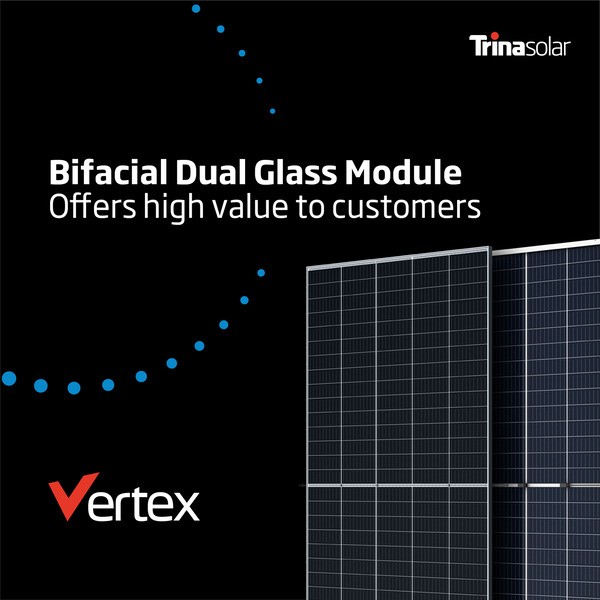 Trinasolar
Bifacial Dual Glass Module
Offers high value to customers
Vertex